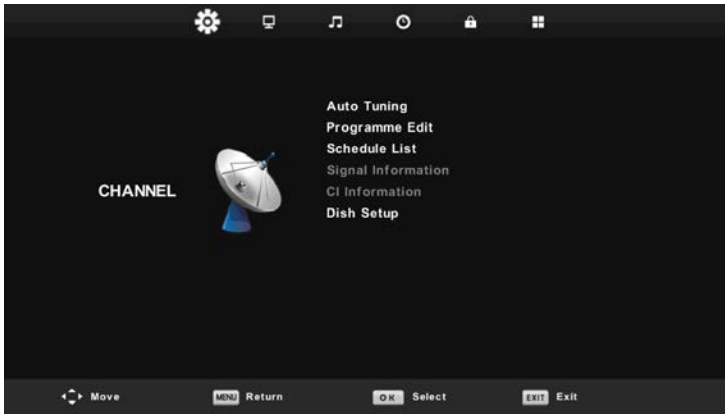 Auto Tuning
Programme Edit
Schedule List
Signal Information
CHANNEL
CI Information
Dish Setup
Move MENU Return OK Select EXIT Exit